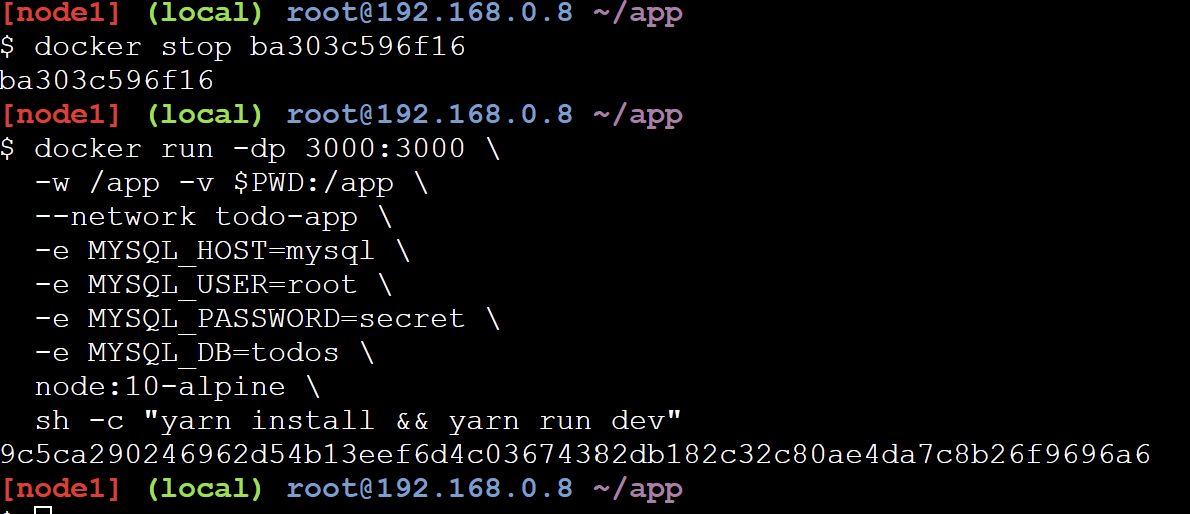 [node1] (local) root@192.168.0.8 ~/app
$ docker stop ba303c596f16
ba303c596f16
[node1] (local) root@192.168.0.8 ~/app
$ docker run -dp 3000:3000 \
  -w /app -v $PWD:/app \
  --network todo-app \
  -e MYSQL_HOST=mysql \
  -e MYSQL_USER=root \
  -e MYSQL_PASSWORD=secret \
  -e MYSQL_DB=todos \
  node:10-alpine \
  sh -c "yarn install && yarn run dev"
9c5ca290246962d54b13eef6d4c03674382db182c32c80ae4da7c8b26f9696a6
[node1] (local) root@192.168.0.8 ~/app
$